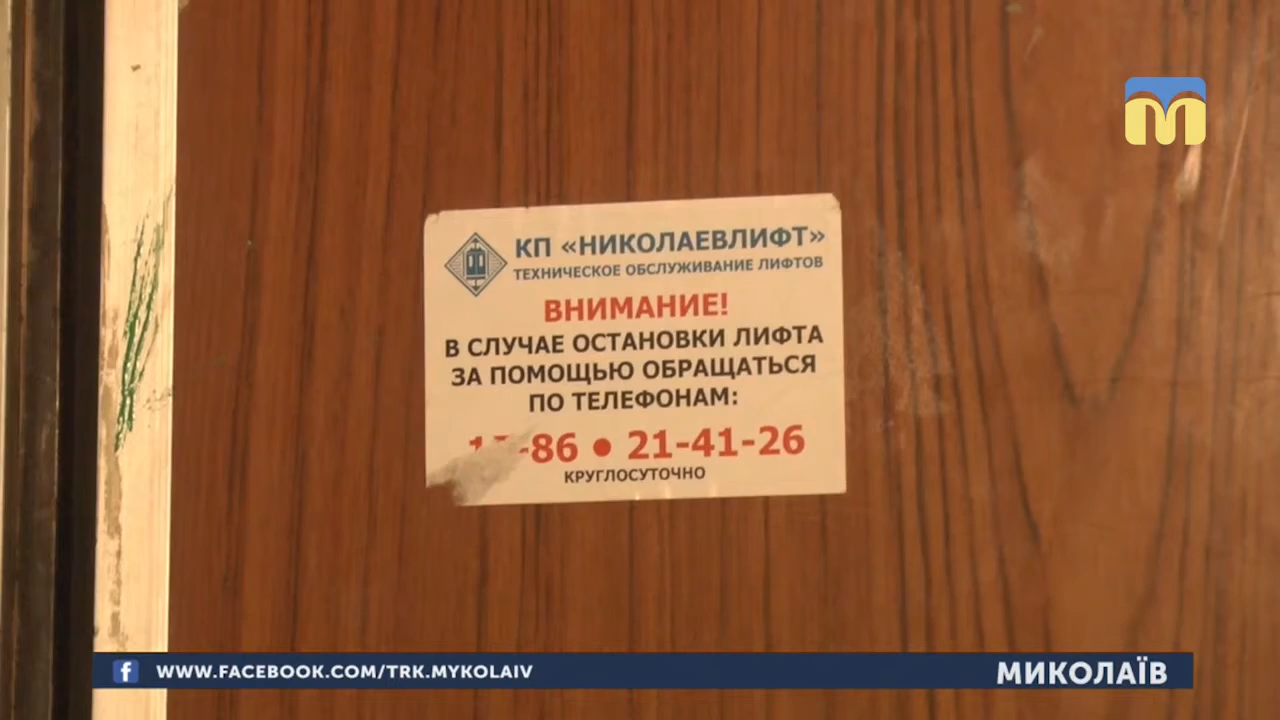 КП «НИКОЛАЕВЛИФТ»
ТЕХНИЧЕСКОЕ ОБСЛУЖИВАНИЕ ЛИФТОВ
ВНИМАНИЕ!
В СЛУЧАЕ ОСТАНОВКИ ЛИФТА
ЗА ПОМОЩЬЮ ОБРАЩАТЬСЯ
ПО ТЕЛЕФОНАМ:
-86 • 21-41-26
КРУГЛОСУТОЧНО
WWW.FACEBOOK.COM/TRK.MYKOLAIV
МИКОЛАЇВ